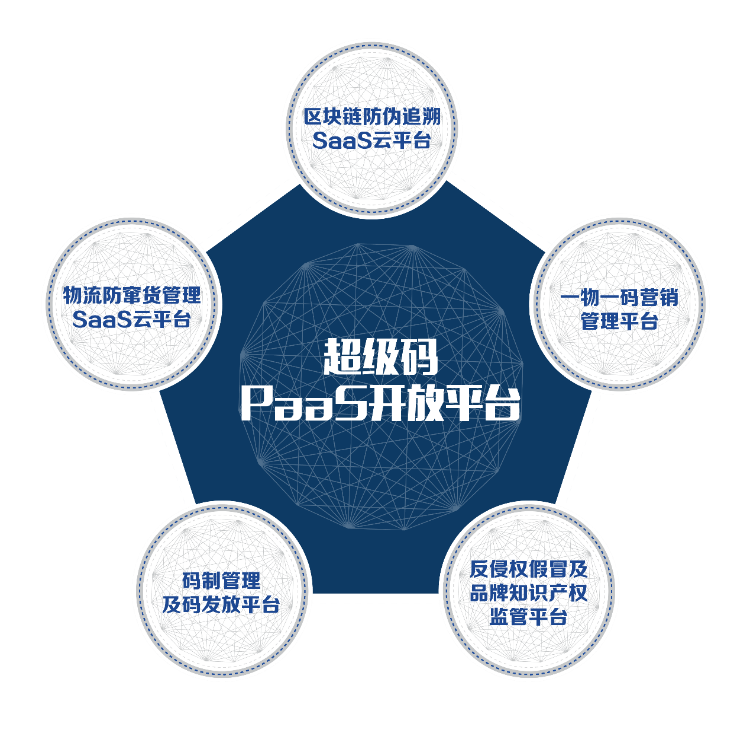 区块链防伪追溯
SaaS云平台
物流防窜货管理
SaaS云平台
一物一码营销
管理平台
超级码
PaaS开放平台
码制管理
及码发放平台
反侵权假冒及
品牌知识产权
监管平台